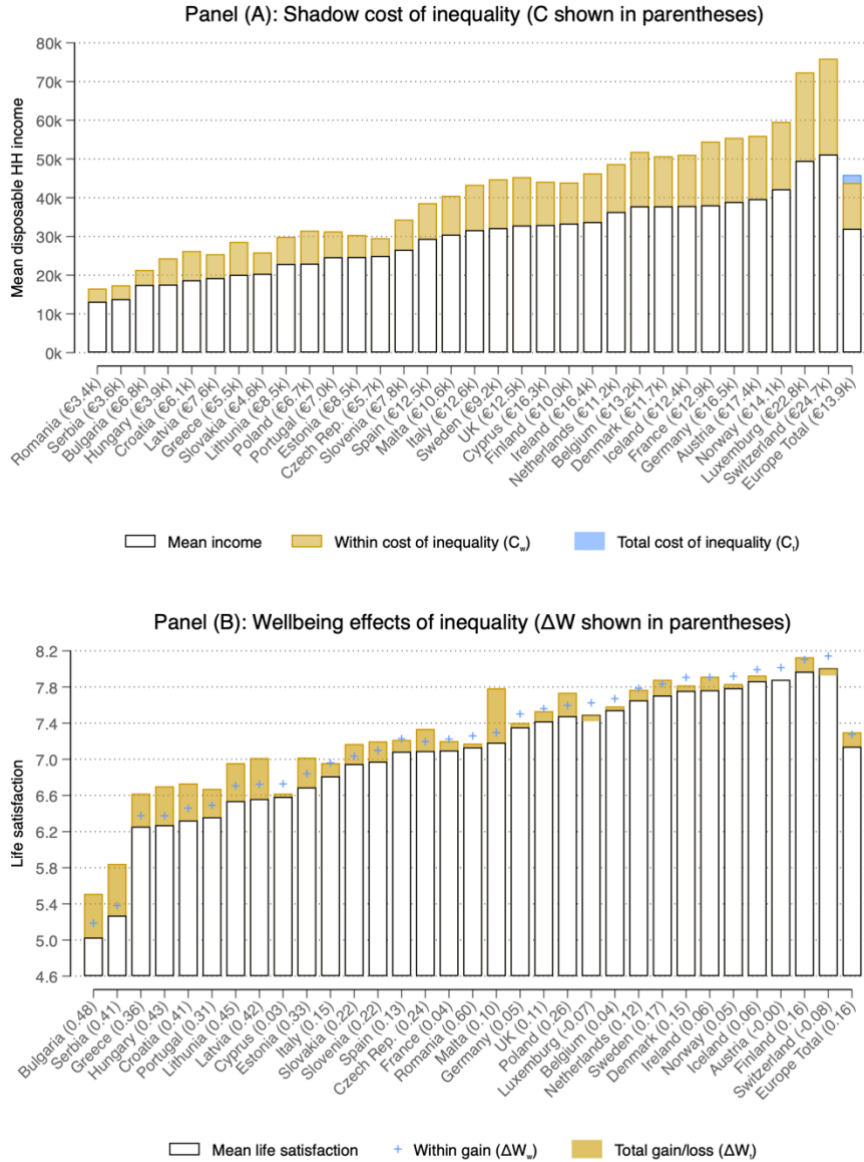 Panel (A): Shadow cost of inequality (C shown in parentheses)
Mean disposable HH income
80k
70k
60k
50k
40k
30k
20k
10k
0k
Romania (€3.4k)
Serbia (€3.6k)
Bulgaria (€6.8k)
Hungary (€3.9k)
Croatia (€6.1k)
Latvia (€7.6k)
Greece (€5.5k)
Slovakia (€4.6k)
Lithuania (€8.5k)
Poland (€6.7k)
Portugal (€7.0k)
Estonia (€8.5k)
Czech Rep. (€5.7k)
Slovenia (€7.8k)
Spain (€12.5k)
Malta (€10.6k)
Italy (€12.6k)
Sweden (€9.2k)
UK (€12.5k)
Cyprus (€16.3k)
Finland (€10.0k)
Ireland (€16.4k)
Netherlands (€11.2k)
Belgium (€13.2k)
Denmark (€11.7k)
Iceland (€12.4k)
France (€12.9k)
Germany (€16.5k)
Austria (€17.4k)
Norway (€14.1k)
Luxemburg (€22.8k)
Switzerland (€24.7k)
Europe Total (€13.9k)
Mean income
Within cost of inequality (C_w)
Total cost of inequality (C_t)
Panel (B): Wellbeing effects of inequality (ΔW shown in parentheses)
Life satisfaction
8.2
7.8
7.4
7.0
6.6
6.2
5.8
5.4
5.0
4.6
Bulgaria (0.48)
Serbia (0.41)
Greece (0.36)
Hungary (0.43)
Croatia (0.41)
Portugal (0.31)
Lithuania (0.45)
Latvia (0.42)
Cyprus (0.03)
Estonia (0.33)
Italy (0.15)
Slovakia (0.22)
Slovenia (0.22)
Spain (0.13)
Czech Rep. (0.24)
France (0.04)
Romania (0.60)
Malta (0.10)
Germany (0.05)
UK (0.11)
Poland (0.26)
Luxemburg (-0.07)
Belgium (0.04)
Netherlands (0.12)
Sweden (0.17)
Denmark (0.15)
Ireland (0.06)
Norway (0.05)
Iceland (0.06)
Austria (-0.00)
Finland (0.16)
Switzerland (-0.08)
Europe Total (0.16)
Mean life satisfaction
+ Within gain (ΔW_w)
Total gain/loss (ΔW_t)